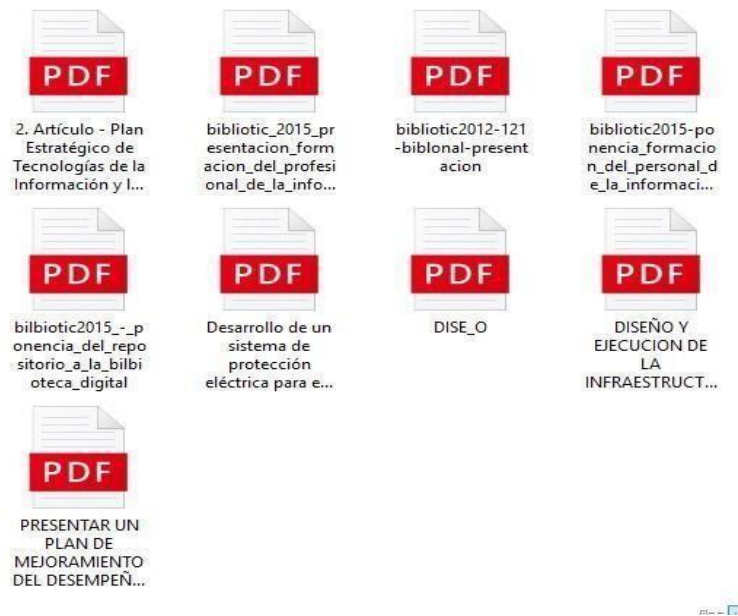 PDF
PDF
PDF
PDF
2. Artículo - Plan
Estratégico de
Tecnologías de la
Información y l...
bibliotic_2015_pr
esentacion_form
acion_del_profesi
onal_de_la_info...
bibliotic2012-121
-biblonal-present
acion
bibliotic2015-po
nencia_formacio
n_del_personal_d
e_la_informaci...
PDF
PDF
PDF
PDF
bilbiotic2015_-_p
onencia_del_repo
sitorio_a_la_bilbi
oteca_digital
Desarrollo de un
sistema de
protección
eléctrica para e...
DISE_O
DISEÑO Y
EJECUCION DE
LA
INFRAESTRUCT...
PDF
PRESENTAR UN
PLAN DE
MEJORAMIENTO
DEL DESEMPEÑ...